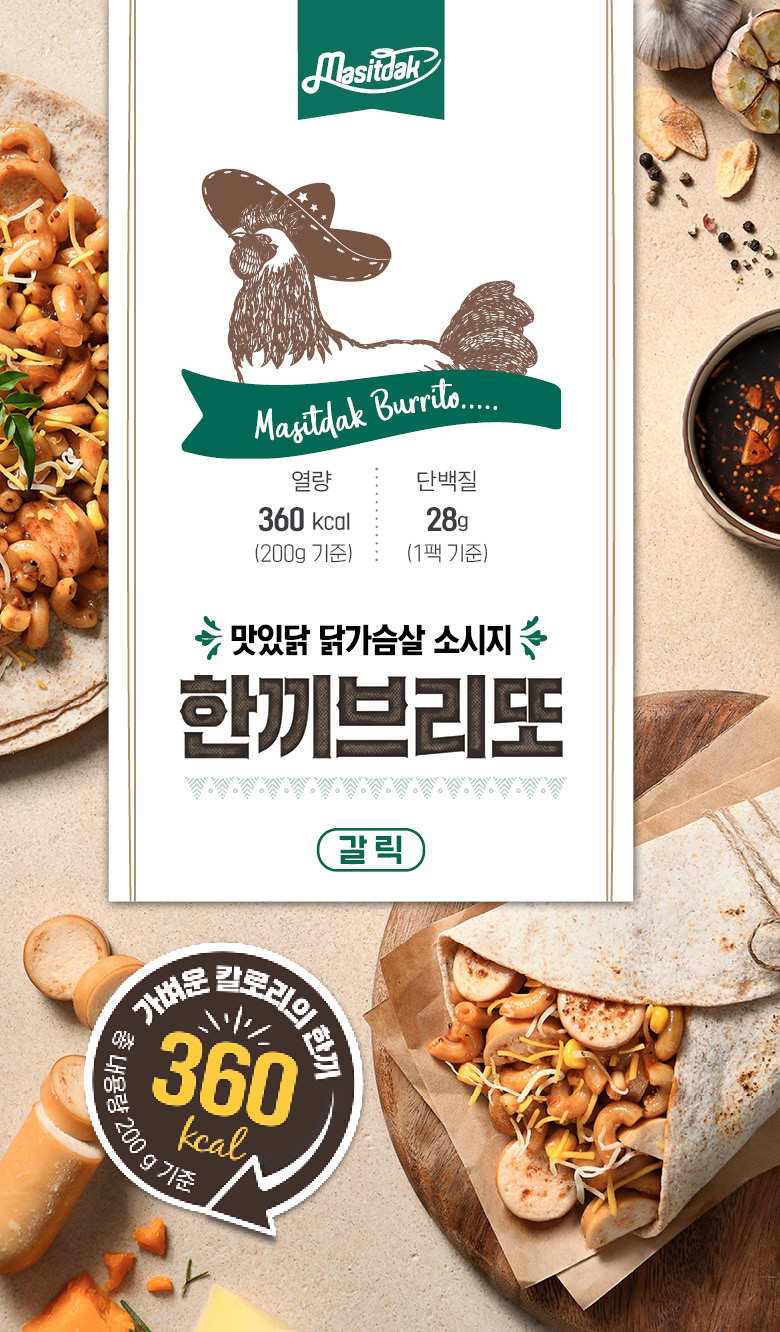 Masitdak
Masitdak Burrito.....
열량
360 kcal
(200g 기준)
단백질
28g
(1팩 기준)
맛있닭 닭가슴살 소시지
한끼브리또
갈릭
가벼운 칼로리의 한끼
360
kcal
총 내용량 200g 기준